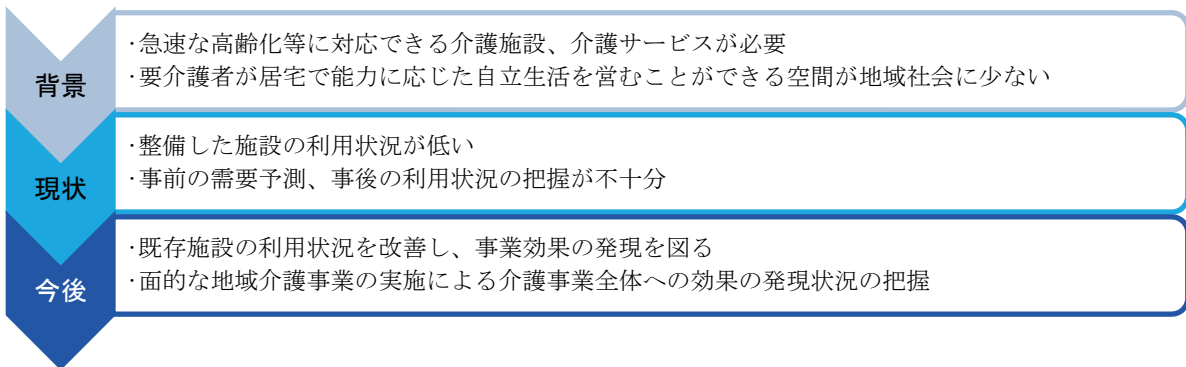 背景
·急速な高齢化等に対応できる介護施設、介護サービスが必要
·要介護者が居宅で能力に応じた自立生活を営むことができる空間が地域社会に少ない
現状
·整備した施設の利用状況が低い
·事前の需要予測、事後の利用状況の把握が不十分
今後
·既存施設の利用状況を改善し、事業効果の発現を図る
·面的な地域介護事業の実施による介護事業全体への効果の発現状況の把握